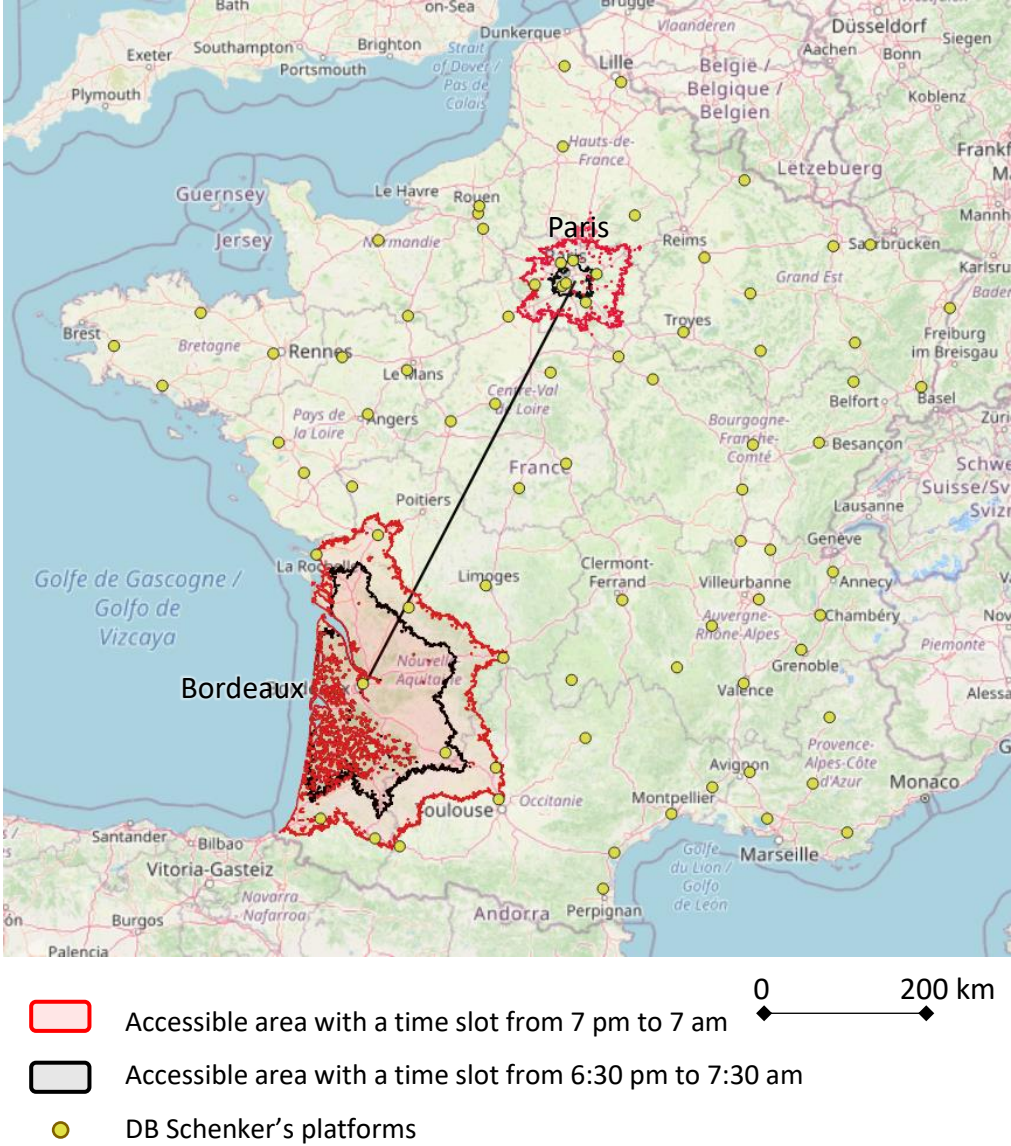 Bath
on-Sea
Brugge
Vlaanderen
Düsseldorf
Siegen
Dunkerque
Exeter
Southampton
Brighton
Strait
of Dover /
Pas de
Calais
Portsmouth
Plymouth
Lille
België /
Belgique /
Belgien
Aachen
Bonn
Koblenz
Hauts-de-
France
Lëtzebuerg
Frankf
Guernsey
Le Havre
Rouen
Mannh
Jersey
Normandie
Paris
Reims
Saarbrücken
Karlsru
Grand Est
Baden
Brest
Bretagne
Rennes
Troyes
Freiburg
im Breisgau
Le Mans
Centre-Val
de Loire
Belfort
Basel
Züri
Pays de
la Loire
Angers
Bourgogne-
Franche-
Comté
Besançon
France
Schwe
Suisse/Sv
Svizr
Poitiers
Lausanne
Golfe de Gascogne /
Golfo de
Vizcaya
La Rochelle
Limoges
Clermont-
Ferrand
Villeurbanne
Genève
Annecy
Auvergne-
Rhône-Alpes
Chambéry
Nov
Piemonte
Nouvelle
Aquitaine
Grenoble
Bordeaux
Valence
Alessa
Provence-
Alpes-Côte
d'Azur
Avignon
Monaco
Toulouse
Occitanie
Montpellier
Santander
Bilbao
Marseille
Vitoria-Gasteiz
Golfe
du Lion /
Golfo
de León
Navarra
- Nafarroa
Burgos
Andorra
Perpignan
Palencia
0 200 km
Accessible area with a time slot from 7 pm to 7 am
Accessible area with a time slot from 6:30 pm to 7:30 am
DB Schenker's platforms